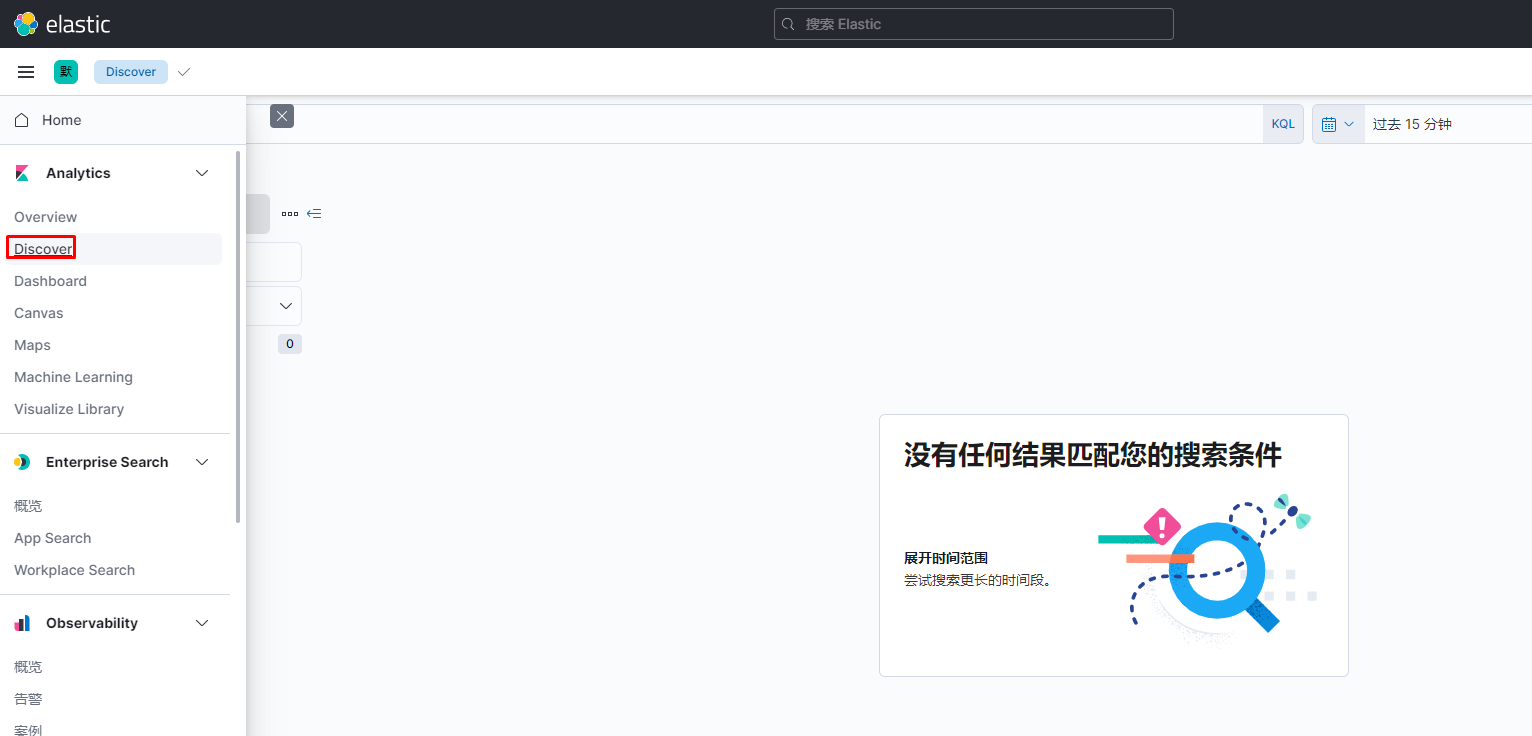 elastic
搜索 Elastic
默
Discover
Home
KQL
过去 15 分钟
Analytics
Overview
Discover
Dashboard
Canvas
Maps
Machine Learning
Visualize Library
0
Enterprise Search
概览
App Search
Workplace Search
Observability
概览
告警
案例
没有任何结果匹配您的搜索条件
展开时间范围
尝试搜索更长的时间段。